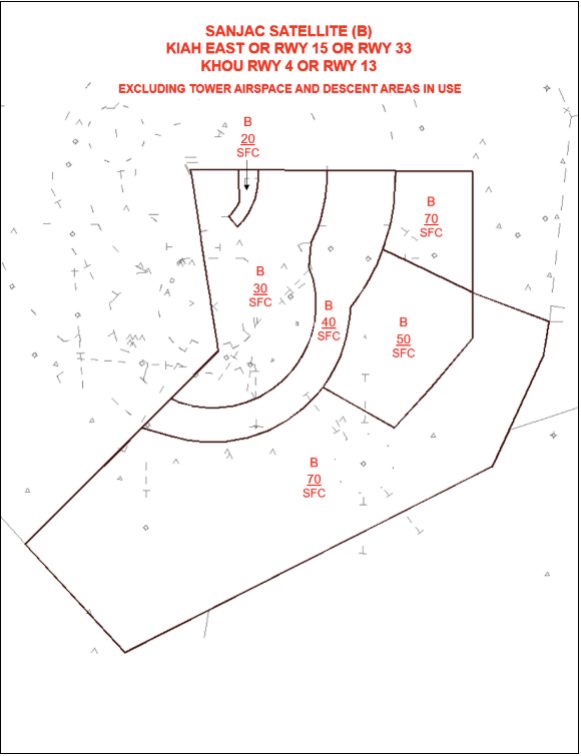 SANJAC SATELLITE (B)
KIAH EAST OR RWY 15 OR RWY 33
KHOU RWY 4 OR RWY 13
EXCLUDING TOWER AIRSPACE AND DESCENT AREAS IN USE
B
20
SFC
B
70
SFC
B
30
SFC
B
40
SFC
B
50
SFC
B
70
SFC